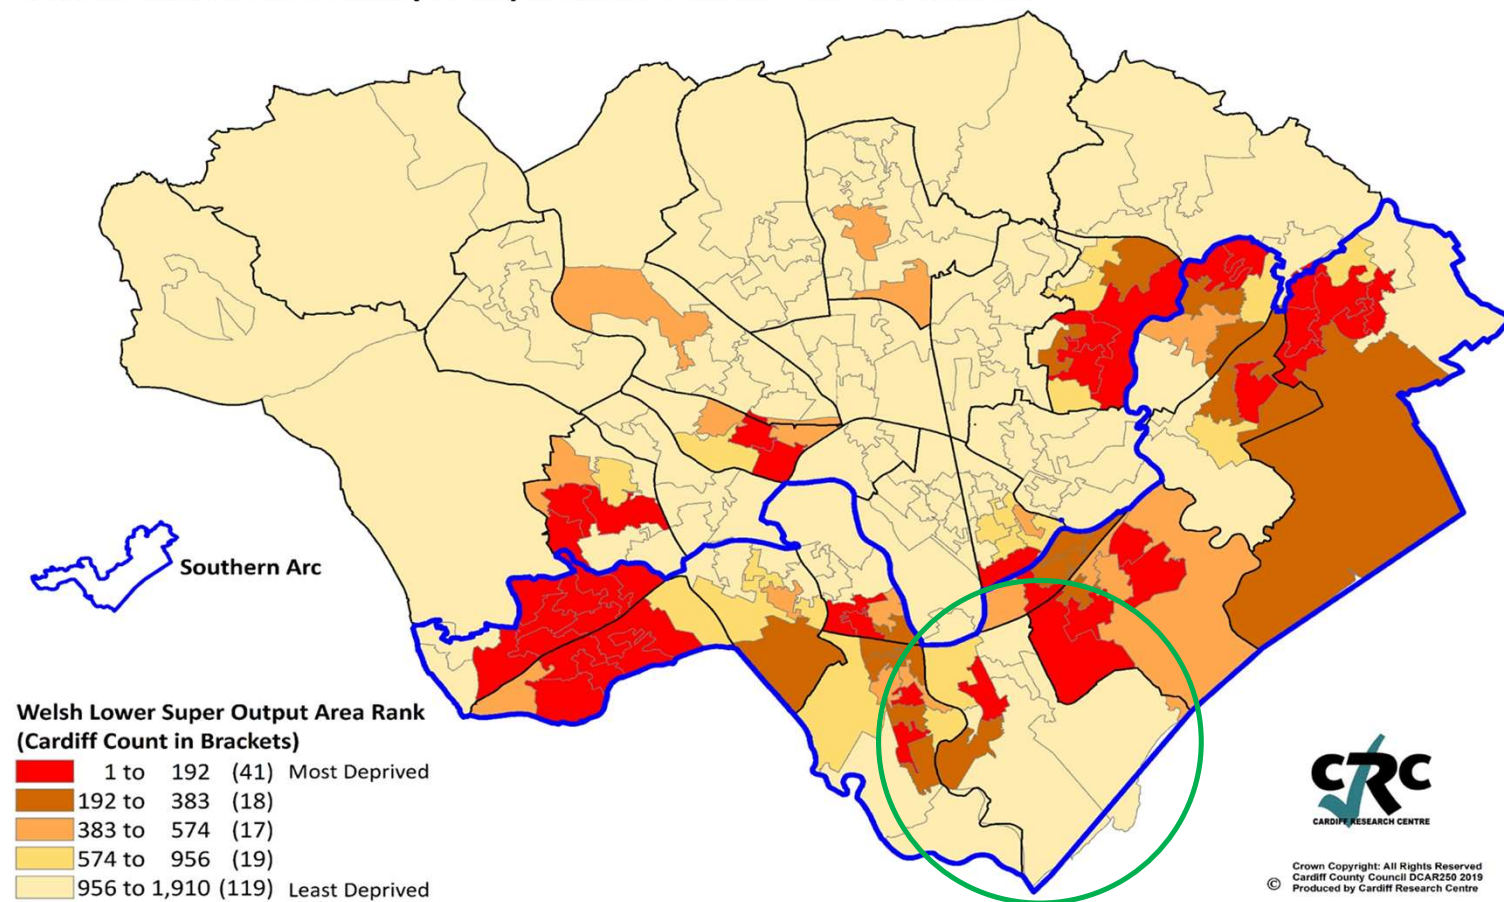 Southern Arc
Welsh Lower Super Output Area Rank
(Cardiff Count in Brackets)
1 to 192 (41) Most Deprived
192 to 383 (18)
383 to 574 (17)
574 to 956 (19)
956 to 1,910 (119) Least Deprived
CRC
CARDIFF RESEARCH CENTRE
Crown Copyright: All Rights Reserved
Cardiff County Council DCAR250 2019
© Produced by Cardiff Research Centre